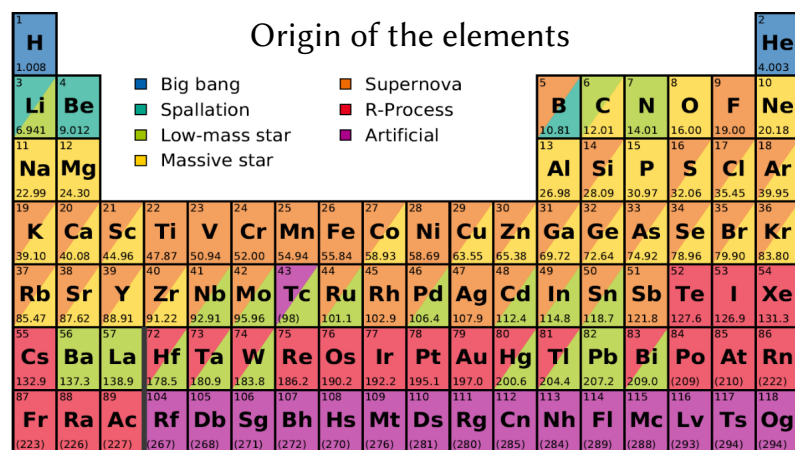 Origin of the elements
1 2
H He
1.008 4.003
Big bang Supernova
Spallation R-Process
Low-mass star Artificial
Massive star
3 4 5 6 7 8 9 10
Li Be B C N O F Ne
6.941 9.012 10.81 12.01 14.01 16.00 19.00 20.18
11 12 13 14 15 16 17 18
Na Mg Al Si P S Cl Ar
22.99 24.30 26.98 28.09 30.97 32.06 35.45 39.95
19 20 21 22 23 24 25 26 27 28 29 30 31 32 33 34 35 36
K Ca Sc Ti V Cr Mn Fe Co Ni Cu Zn Ga Ge As Se Br Kr
39.10 40.08 44.96 47.87 50.94 52.00 54.94 55.84 58.93 58.69 63.55 65.38 69.72 72.64 74.92 78.96 79.90 83.80
37 38 39 40 41 42 43 44 45 46 47 48 49 50 51 52 53 54
Rb Sr Y Zr Nb Mo Tc Ru Rh Pd Ag Cd In Sn Sb Te I Xe
85.47 87.62 88.91 91.22 92.91 95.96 (98) 101.1 102.9 106.4 107.9 112.4 114.8 118.7 121.8 127.6 126.9 131.3
55 56 57 72 73 74 75 76 77 78 79 80 81 82 83 84 85 86
Cs Ba La Hf Ta W Re Os Ir Pt Au Hg Tl Pb Bi Po At Rn
132.9 137.3 138.9 178.5 180.9 183.8 186.2 190.2 192.2 195.1 197.0 200.6 204.4 207.2 209.0 (209) (210) (222)
87 88 89 104 105 106 107 108 109 110 111 112 113 114 115 116 117 118
Fr Ra Ac Rf Db Sg Bh Hs Mt Ds Rg Cn Nh Fl Mc Lv Ts Og
(223) (226) (227) (267) (268) (271) (272) (270) (276) (281) (280) (285) (284) (289) (288) (293) (294) (294)